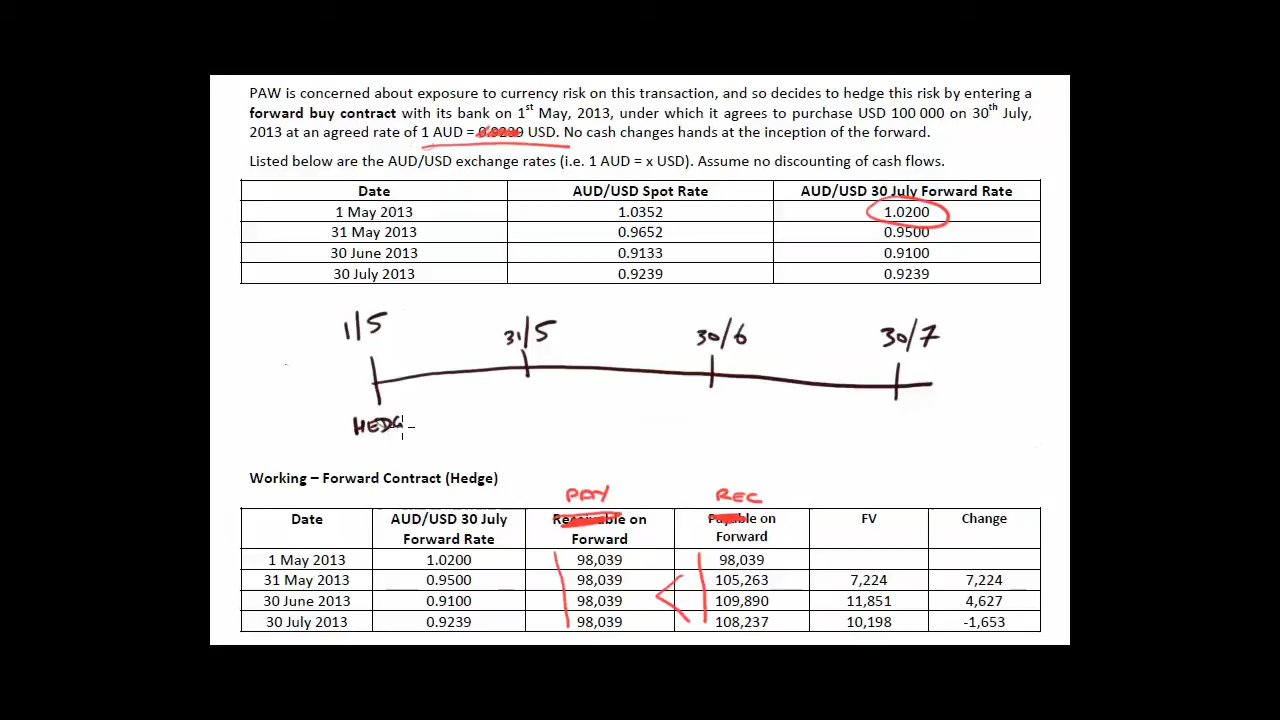 PAW is concerned about exposure to currency risk on this transaction, and so decides to hedge this risk by entering a
forward buy contract with its bank on 1st May, 2013, under which it agrees to purchase USD 100 000 on 30th July,
2013 at an agreed rate of 1 AUD = USD. No cash changes hands at the inception of the forward.
Listed below are the AUD/USD exchange rates (i.e. 1 AUD = x USD). Assume no discounting of cash flows.
Date AUD/USD Spot Rate AUD/USD 30 July Forward Rate
1 May 2013 1.0352 1.0200
31 May 2013 0.9652 0.9500
30 June 2013 0.9133 0.9100
30 July 2013 0.9239 0.9239
1/5 31/5 30/6 30/7
HEDG
Working – Forward Contract (Hedge)
PAY REC
Date AUD/USD 30 July Receivable on Payable on FV Change
Forward Rate Forward Forward
1 May 2013 1.0200 98,039 98,039
31 May 2013 0.9500 98,039 105,263 7,224 7,224
30 June 2013 0.9100 98,039 109,890 11,851 4,627
30 July 2013 0.9239 98,039 108,237 10,198 -1,653